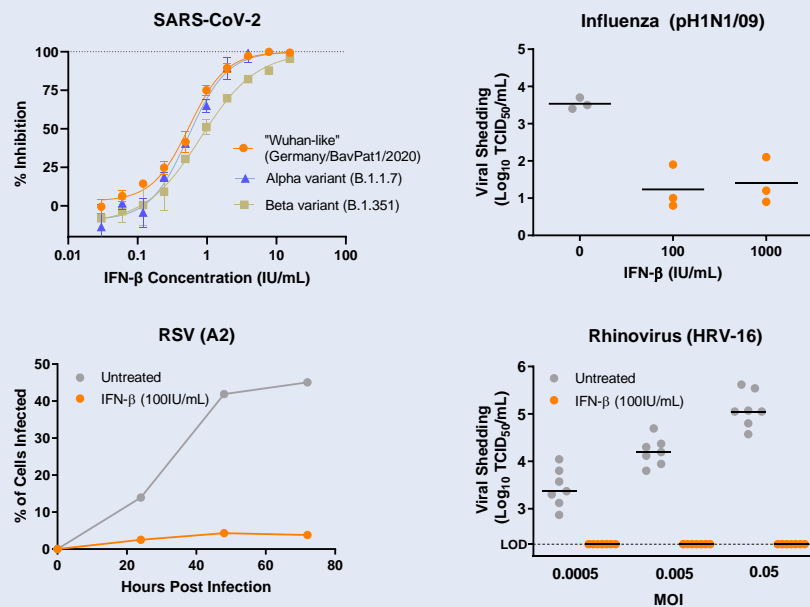 SARS-CoV-2
% Inhibition
100
50
0
0.01
0.1
1
10
100
IFN-β Concentration (IU/mL)
"Wuhan-like"
(Germany/BavPat1/2020)
Alpha variant (B.1.1.7)
Beta variant (B.1.351)
Influenza (pH1N1/09)
Viral Shedding
(Log10 TCID50/mL)
5
4
3
2
1
0
100
1000
IFN-β (IU/mL)
RSV (A2)
% of Cells Infected
50
40
30
20
10
0
0
20
40
60
80
Hours Post Infection
Untreated
IFN-β (100IU/mL)
Rhinovirus (HRV-16)
Viral Shedding
(Log10 TCID50/mL)
6
5
4
3
LOD
0.0005
0.005
0.05
MOI
Untreated
IFN-β (100IU/mL)